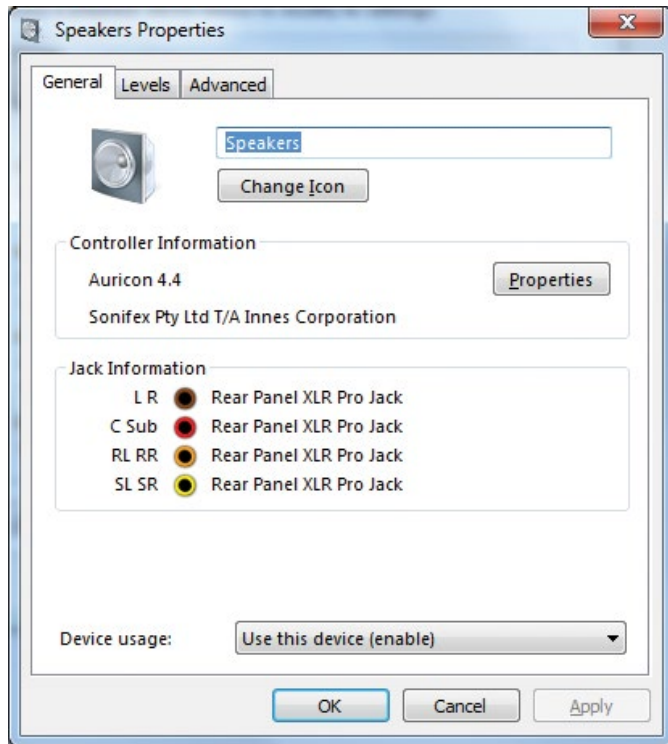 Speakers Properties
General Levels Advanced
Speakers
Change Icon
Controller Information
Auricon 4.4
Properties
Sonifex Pty Ltd T/A Innes Corporation
Jack Information
L R Rear Panel XLR Pro Jack
C Sub Rear Panel XLR Pro Jack
RL RR Rear Panel XLR Pro Jack
SL SR Rear Panel XLR Pro Jack
Device usage: Use this device (enable)
OK Cancel Apply